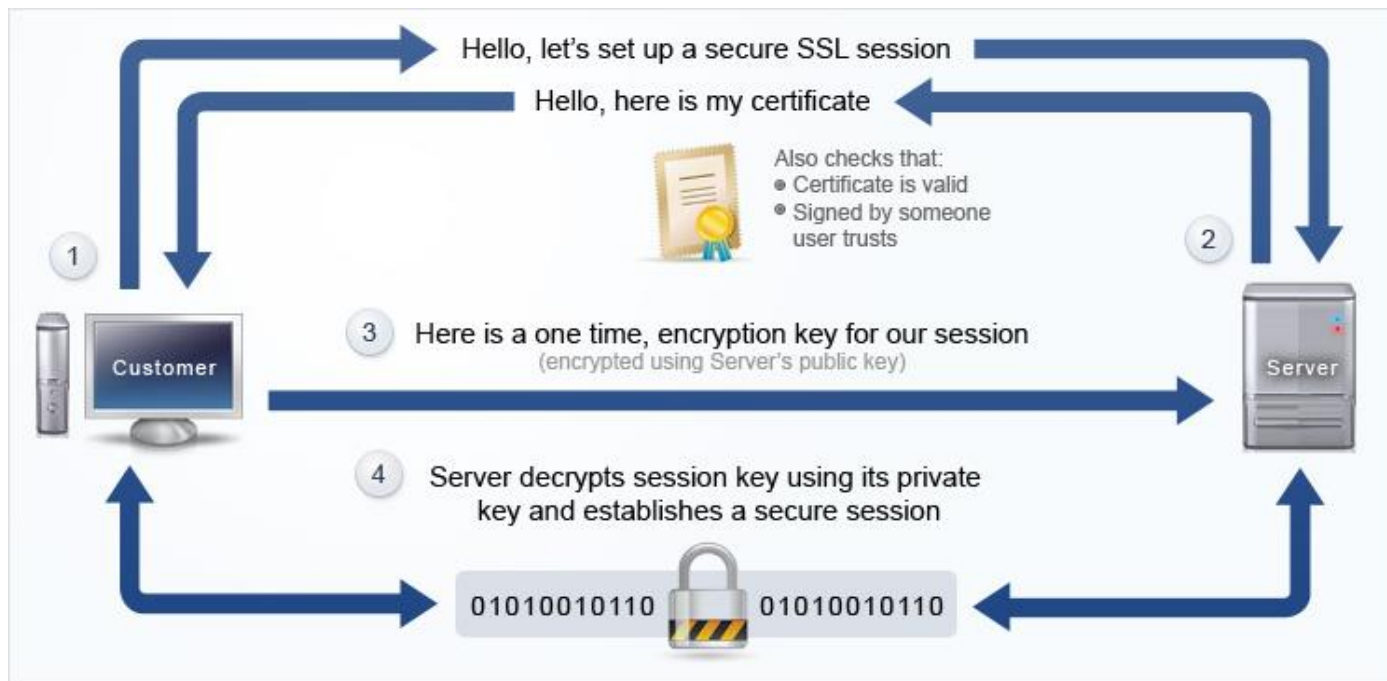 Hello, let's set up a secure SSL session
Hello, here is my certificate
Also checks that:
• Certificate is valid
• Signed by someone
user trusts
1
2
3
Here is a one time, encryption key for our session
(encrypted using Server's public key)
Customer
Server
4
Server decrypts session key using its private
key and establishes a secure session
01010010110
01010010110